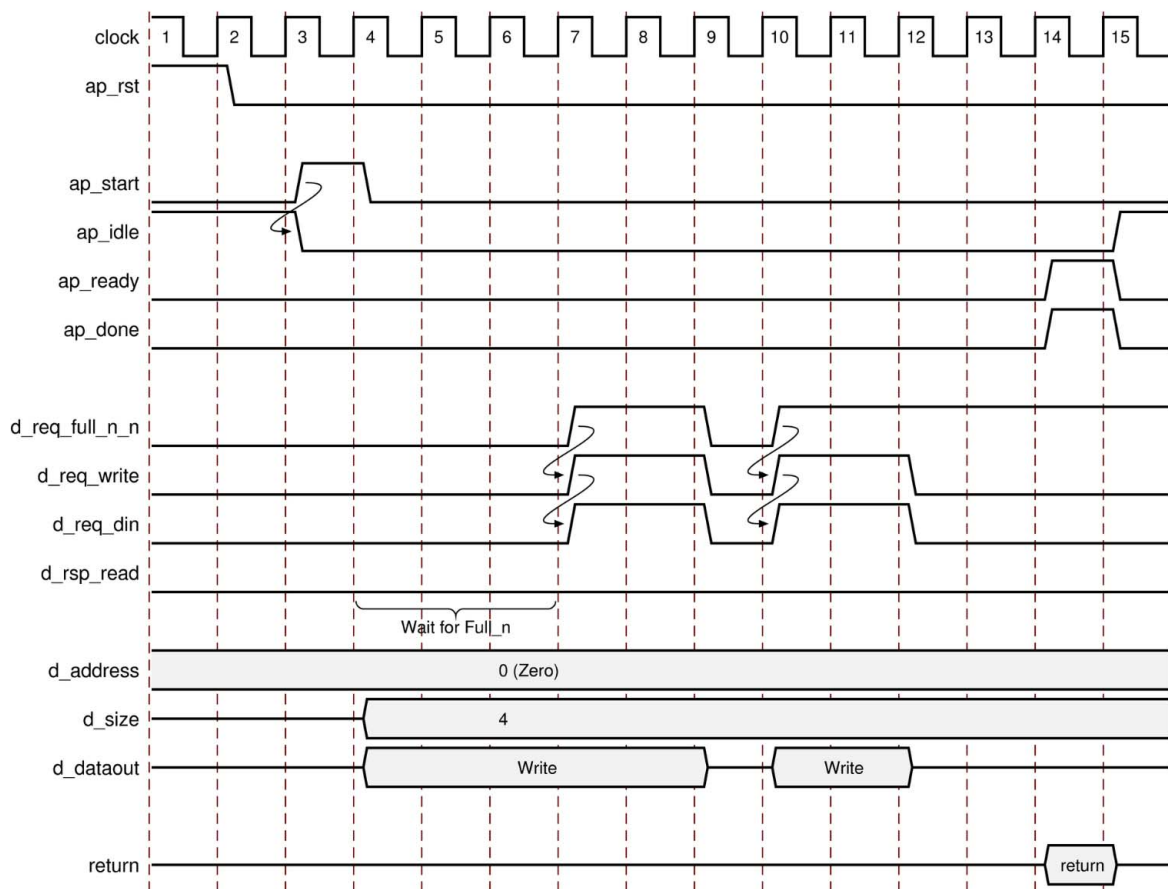 clock 1 2 3 4 5 6 7 8 9 10 11 12 13 14 15
ap_rst
ap_start
ap_idle
ap_ready
ap_done
d_req_full_n_n
d_req_write
d_req_din
d_rsp_read
Wait for Full_n
d_address 0 (Zero)
d_size 4
d_dataout Write Write
return return